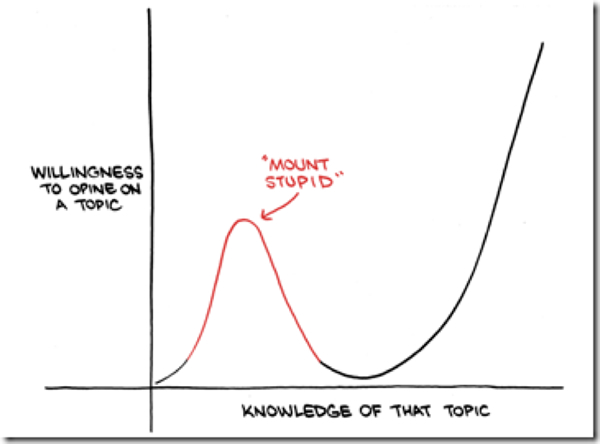 WILLINGNESS
TO OPINE ON
A TOPIC
"MOUNT
STUPID"
KNOWLEDGE OF THAT TOPIC